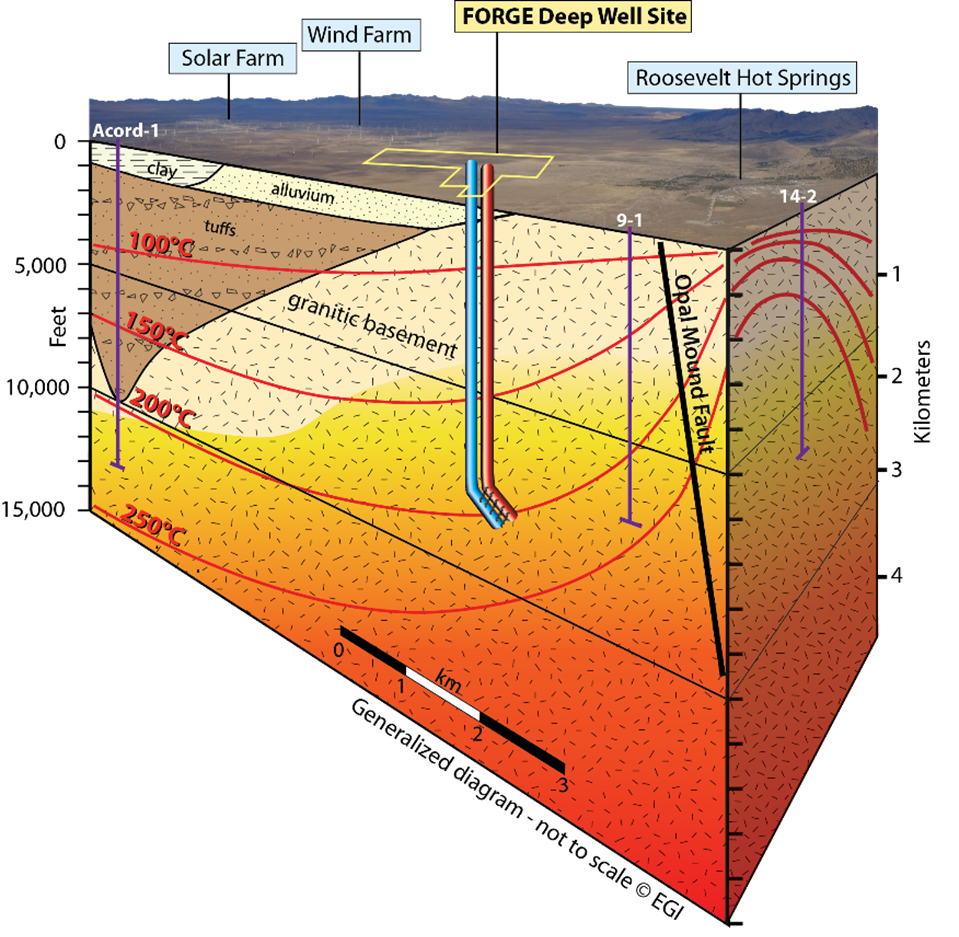 FORGE Deep Well Site
Wind Farm
Solar Farm
Roosevelt Hot Springs
Acord-1
0
clay
alluvium
14-2
tuffs
9-1
100°C
5,000
1
Feet
granitic basement
Opal Mound Fault
150°C
10,000
2
200°C
Kilometers
3
15,000
250°C
4
0
1
km
2
3
Generalized diagram - not to scale © EGI